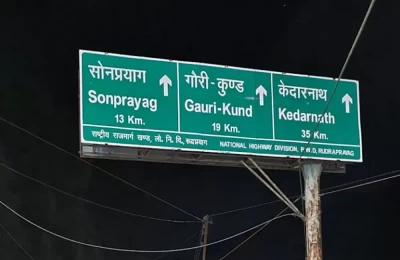 सोनप्रयाग
Sonprayag
13 Km.
गौरी - कुण्ड
Gauri-Kund
19 Km.
केदारनाथ
Kedarnath
35 Km.
राष्ट्रीय राजमार्ग खण्ड, लो. नि. वि., रूद्रप्रयाग
NATIONAL HIGHWAY DIVISION, P.W.D, RUDRAPRAYAG